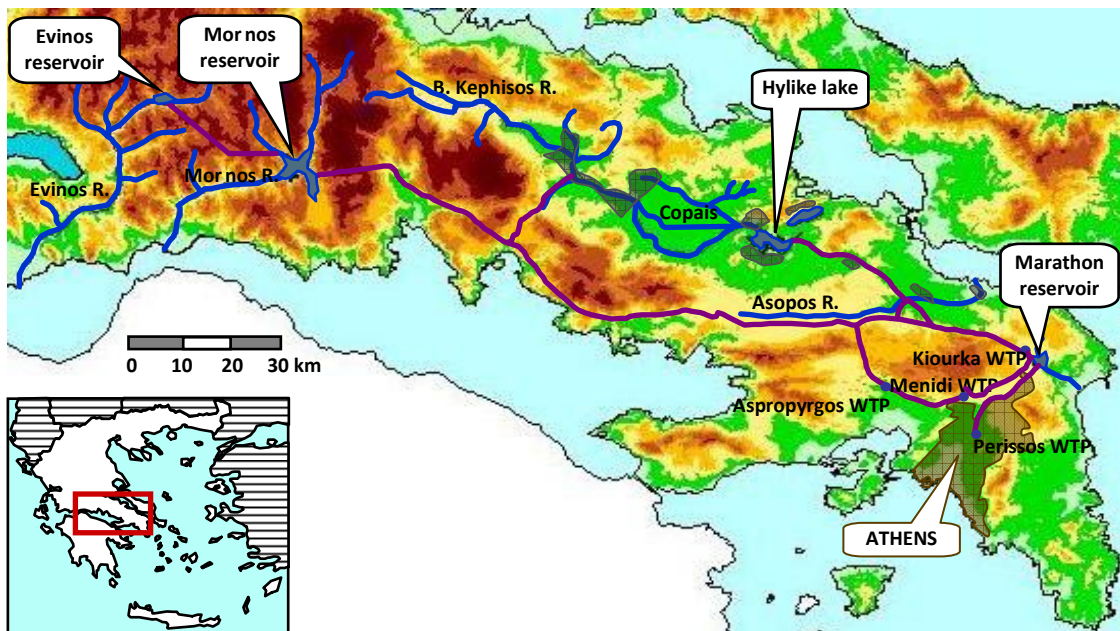 Evinos
reservoir
Mor nos
reservoir
B. Kephisos R.
Hylike lake
Evinos R.
Mor nos R.
Copais
Marathon
reservoir
Asopos R.
0 10 20 30 km
Kiourka WTP
Menidi WTP
Aspropyrgos WTP
Perissos WTP
ATHENS